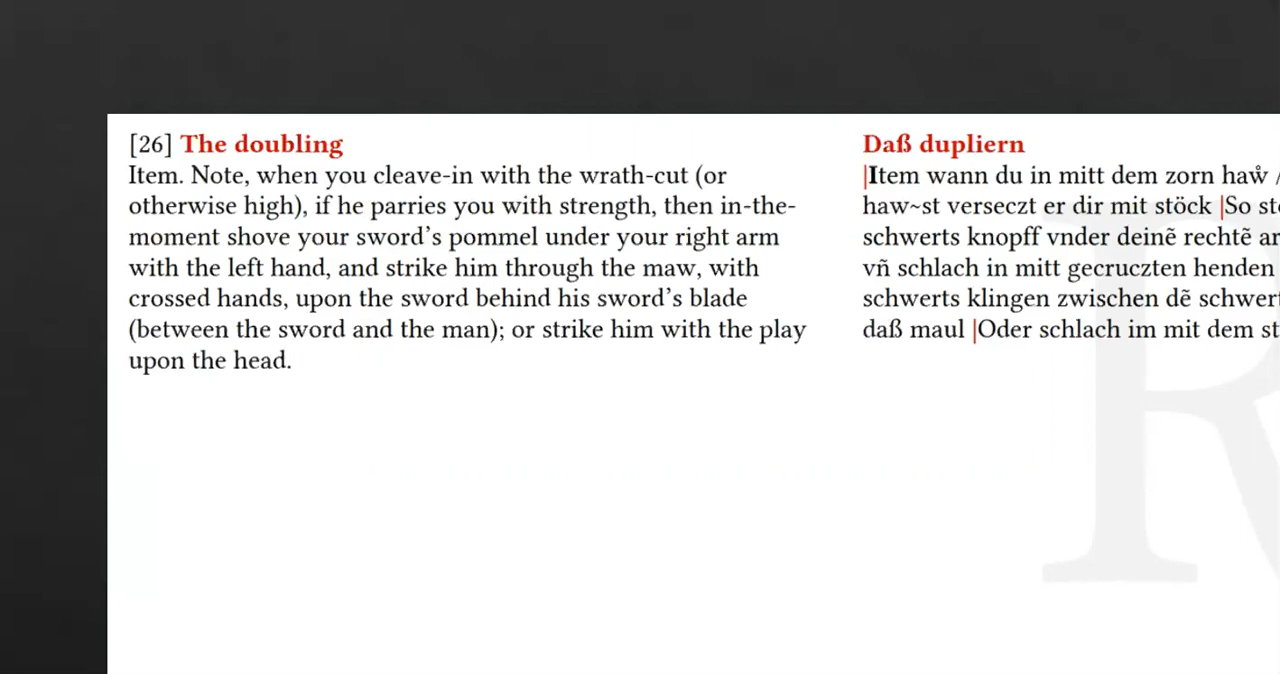 [26] The doubling
Item. Note, when you cleave-in with the wrath-cut (or
otherwise high), if he parries you with strength, then in-the-
moment shove your sword’s pommel under your right arm
with the left hand, and strike him through the maw, with
crossed hands, upon the sword behind his sword’s blade
(between the sword and the man); or strike him with the play
upon the head.
Daß dupliern
|Item wann du in mitt dem zorn haẘ /
haw~st verseczt er dir mit stöck |So
schwerts knopff vnder deinẽ rechtẽ
vñ schlach in mitt gecruczten henden
schwerts klingen zwischen dẽ
daß maul |Oder schlach im mit dem